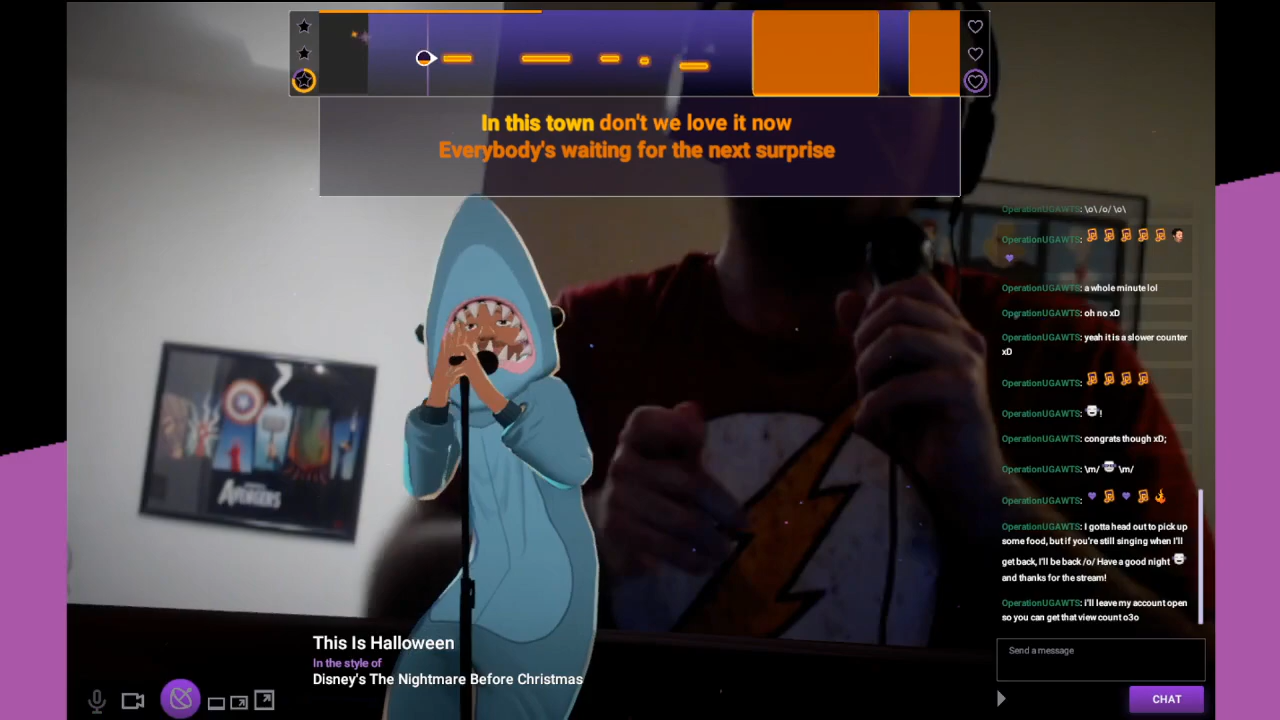 In this town don't we love it now
Everybody's waiting for the next surprise
OperationUGAWTS: \o\ /o/ \o\
OperationUGAWTS:
OperationUGAWTS: a whole minute lol
OperationUGAWTS: oh no xD
OperationUGAWTS: yeah it is a slower counter
xD
OperationUGAWTS:
OperationUGAWTS: !
OperationUGAWTS: congrats though xD;
OperationUGAWTS: \m/ \m/
OperationUGAWTS:
OperationUGAWTS: I gotta head out to pick up
some food, but if you're still singing when I'll
get back, I'll be back /o/ Have a good night
and thanks for the stream!
OperationUGAWTS: i'll leave my account open
so you can get that view count o3o
Send a message
CHAT
AVENGERS
This Is Halloween
In the style of
Disney's The Nightmare Before Christmas